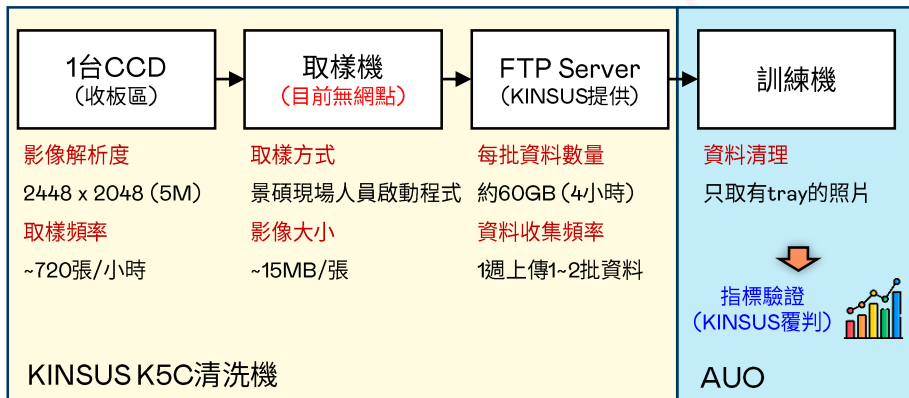 1台CCD
(收板區)
取樣機
(目前無網點)
FTP Server
(KINSUS提供)
訓練機
影像解析度
2448 x 2048 (5M)
取樣頻率
~720張/小時
取樣方式
景碩現場人員啟動程式
影像大小
~15MB/張
每批資料數量
約60GB (4小時)
資料收集頻率
1週上傳1~2批資料
資料清理
只取有tray的照片
指標驗證
(KINSUS覆判)
KINSUS K5C清洗機
AUO